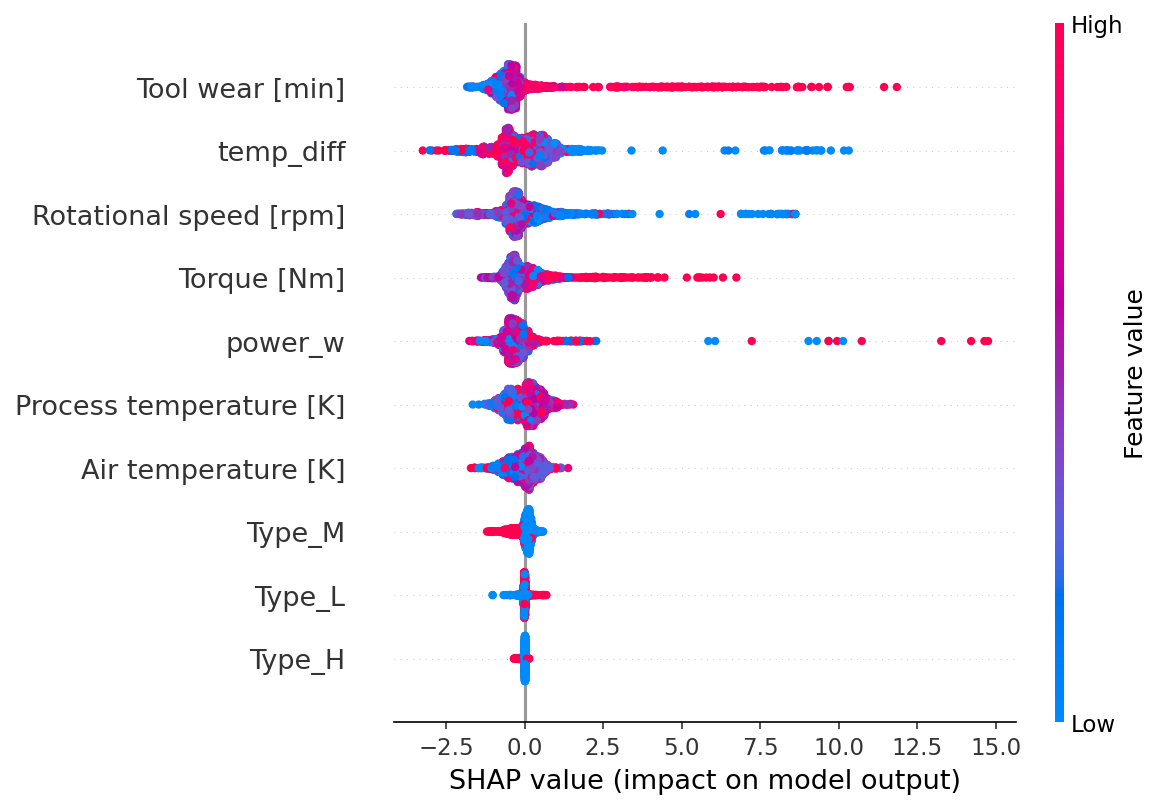 High
Tool wear [min]
temp_diff
Rotational speed [rpm]
Torque [Nm]
power_w
Process temperature [K]
Air temperature [K]
Type_M
Type_L
Type_H
Feature value
Low
−2.5 0.0 2.5 5.0 7.5 10.0 12.5 15.0
SHAP value (impact on model output)